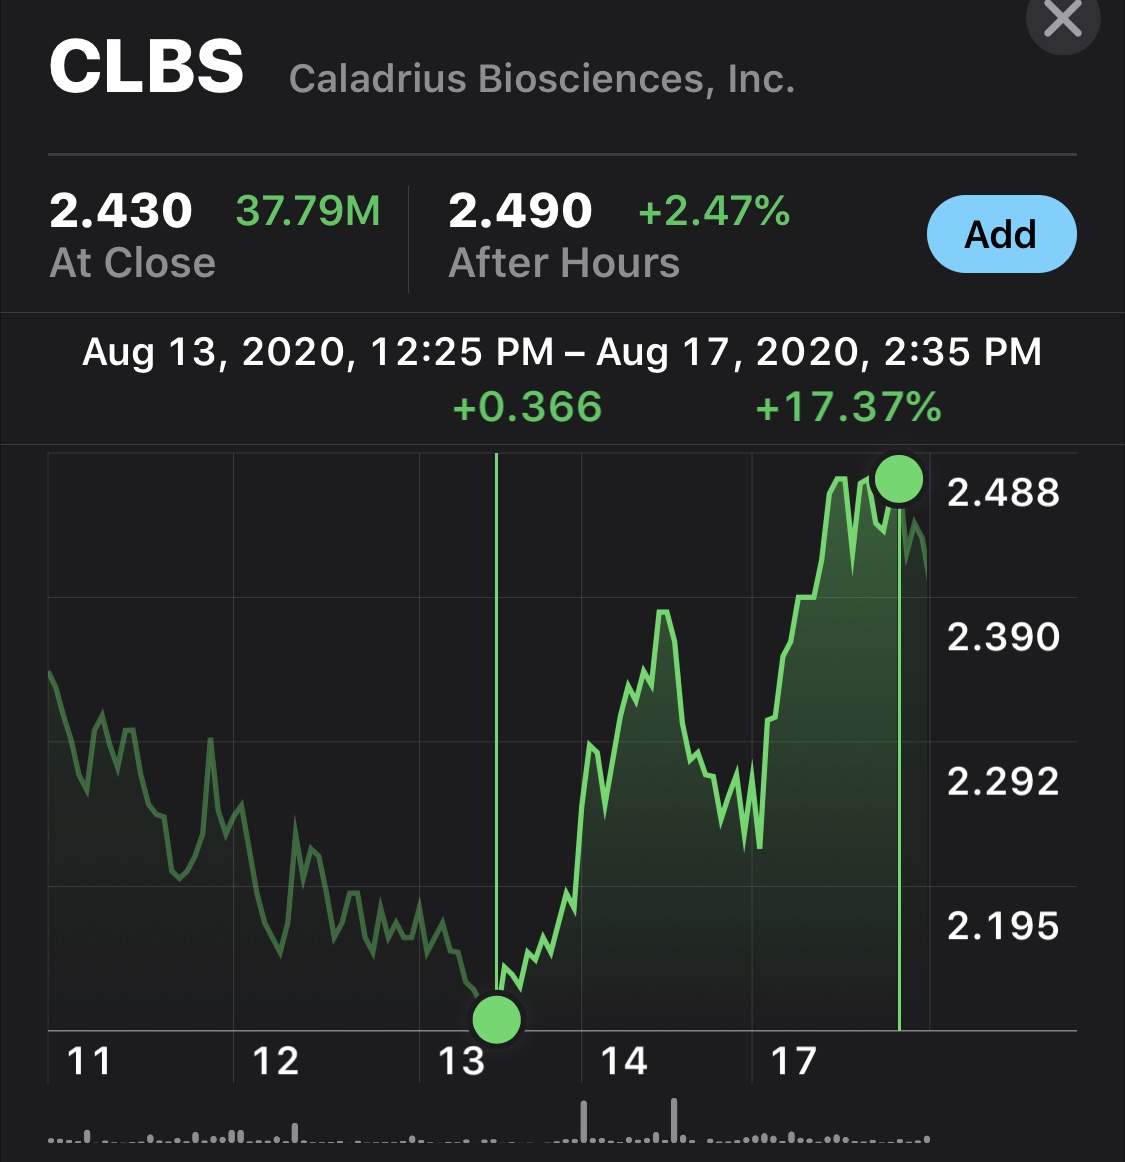 CLBS Caladrius Biosciences, Inc.
2.430 37.79M 2.490 +2.47%
At Close After Hours Add
Aug 13, 2020, 12:25 PM – Aug 17, 2020, 2:35 PM
+0.366 +17.37%
2.488
2.390
2.292
2.195
11 12 13 14 17